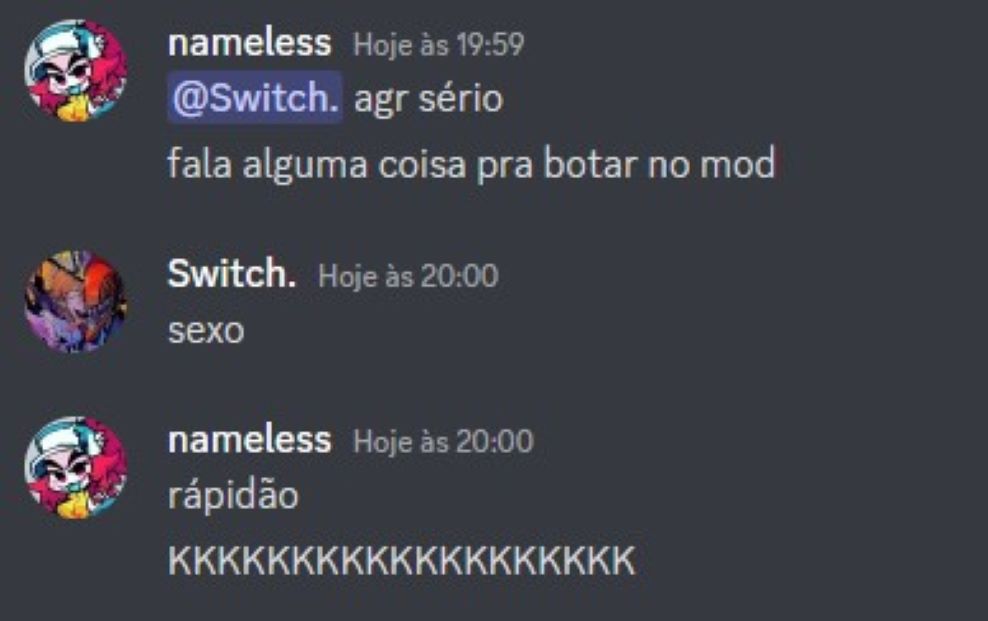 nameless Hoje às 19:59
@Switch. agr sério
fala alguma coisa pra botar no mod
Switch. Hoje às 20:00
sexo
nameless Hoje às 20:00
rápidão
KKKKKKKKKKKKKKKKKKK